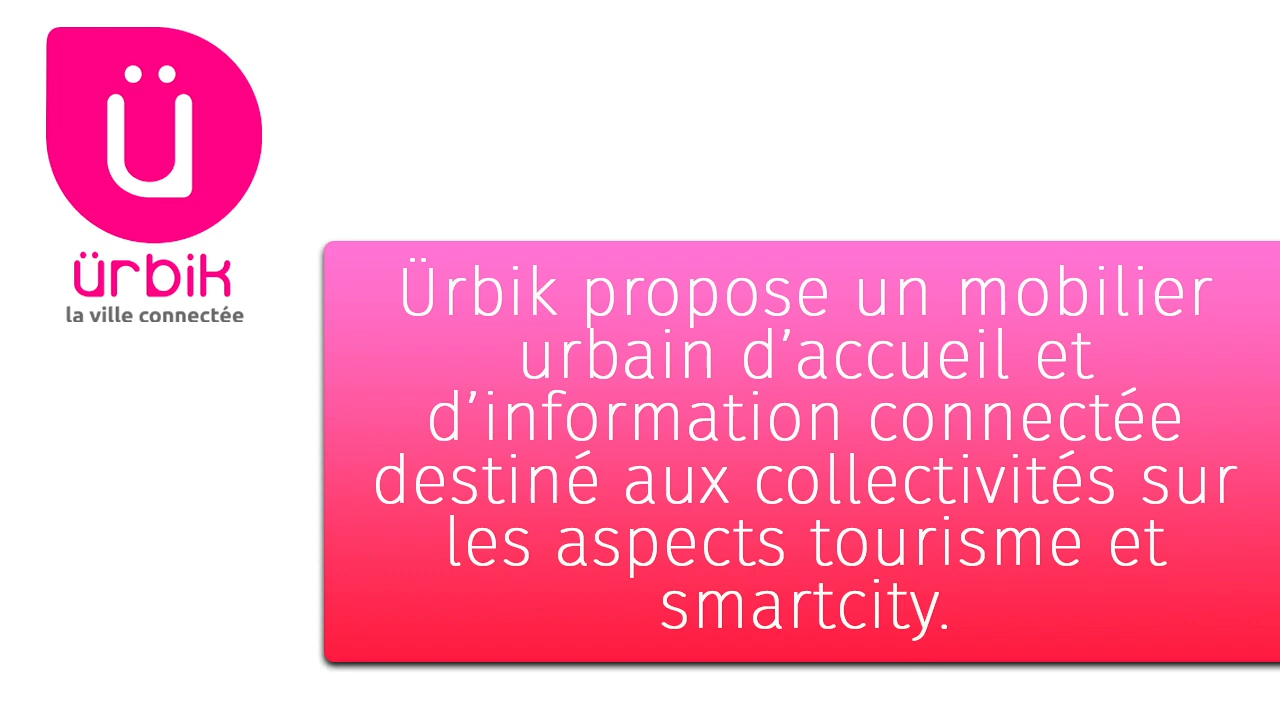 ü
ürbik
la ville connectée
Ürbik propose un mobilier
urbain d’accueil et
d’information connectée
destiné aux collectivités sur
les aspects tourisme et
smartcity.